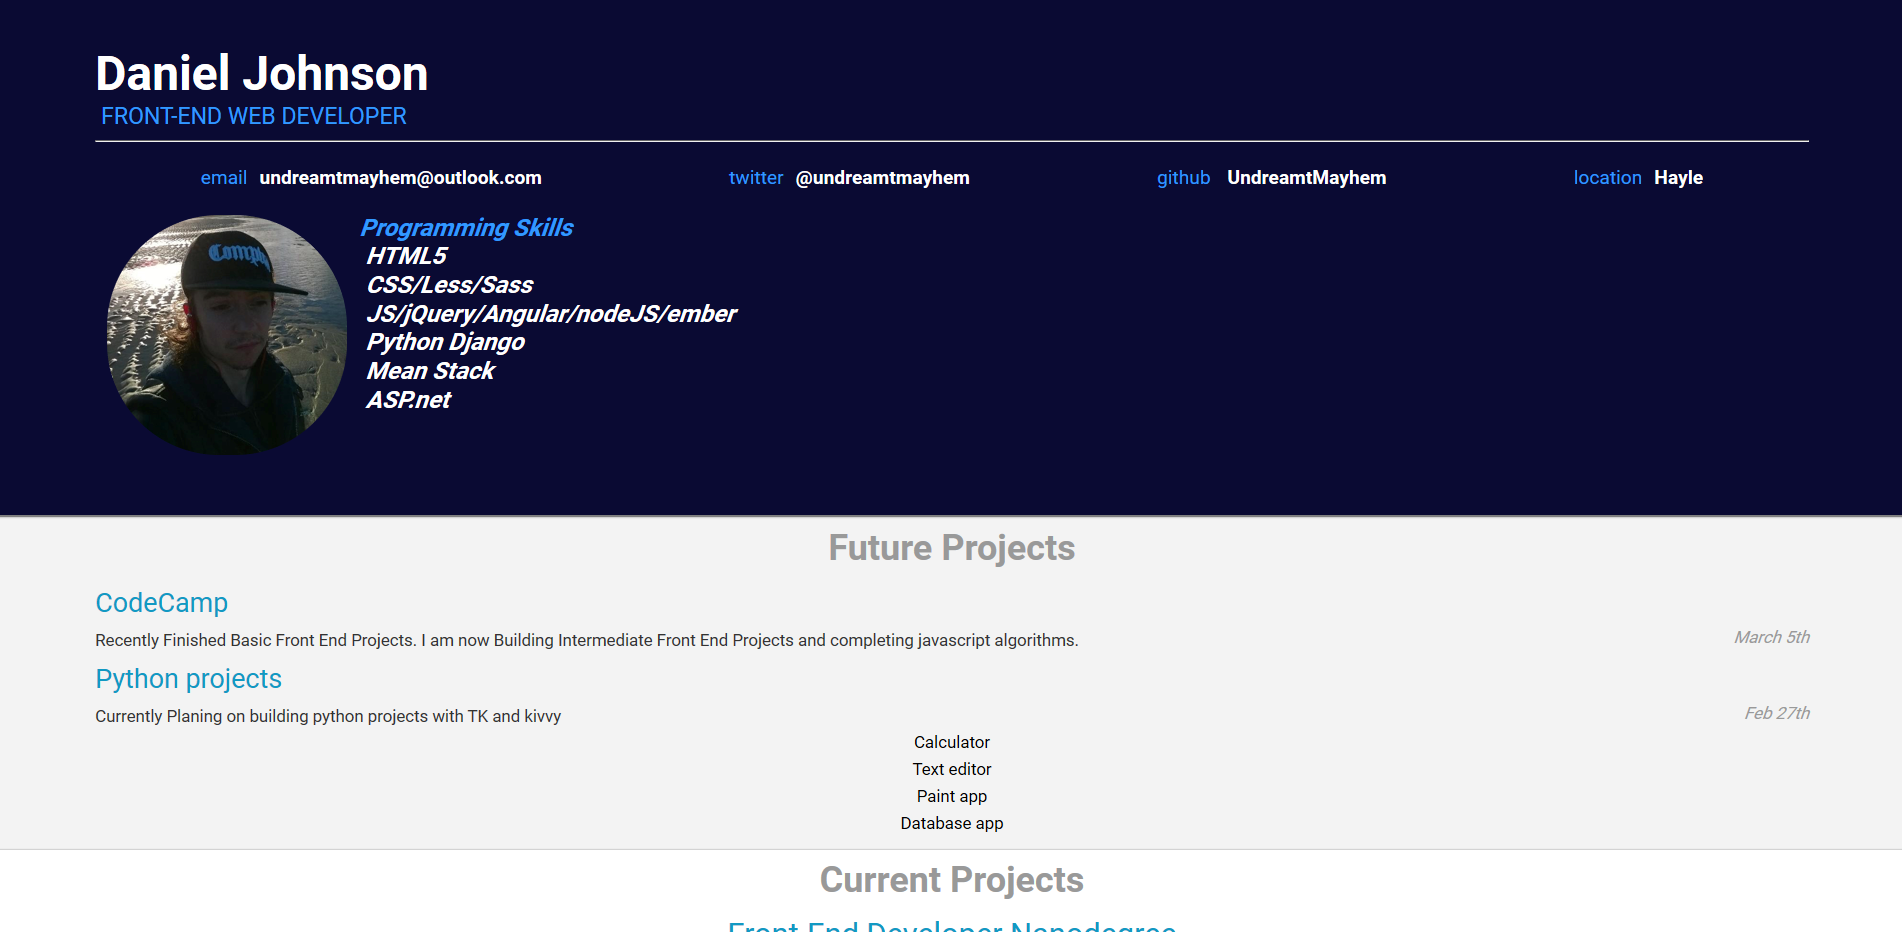 Daniel Johnson
FRONT-END WEB DEVELOPER
email undreamtmayhem@outlook.com twitter @undreamtmayhem github UndreamtMayhem location Hayle
Programming Skills
HTML5
CSS/Less/Sass
JS/jQuery/Angular/nodeJS/ember
Python Django
Mean Stack
ASP.net
Future Projects
CodeCamp
Recently Finished Basic Front End Projects. I am now Building Intermediate Front End Projects and completing javascript algorithms. March 5th
Python projects
Currently Planing on building python projects with TK and kivvy Feb 27th
Calculator
Text editor
Paint app
Database app
Current Projects
Front End Developer Nanodegree